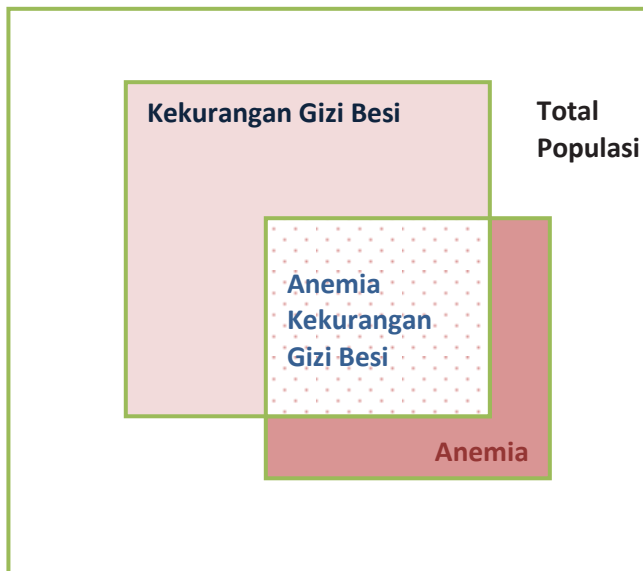 Kekurangan Gizi Besi
Total
Populasi
Anemia
Kekurangan
Gizi Besi
Anemia